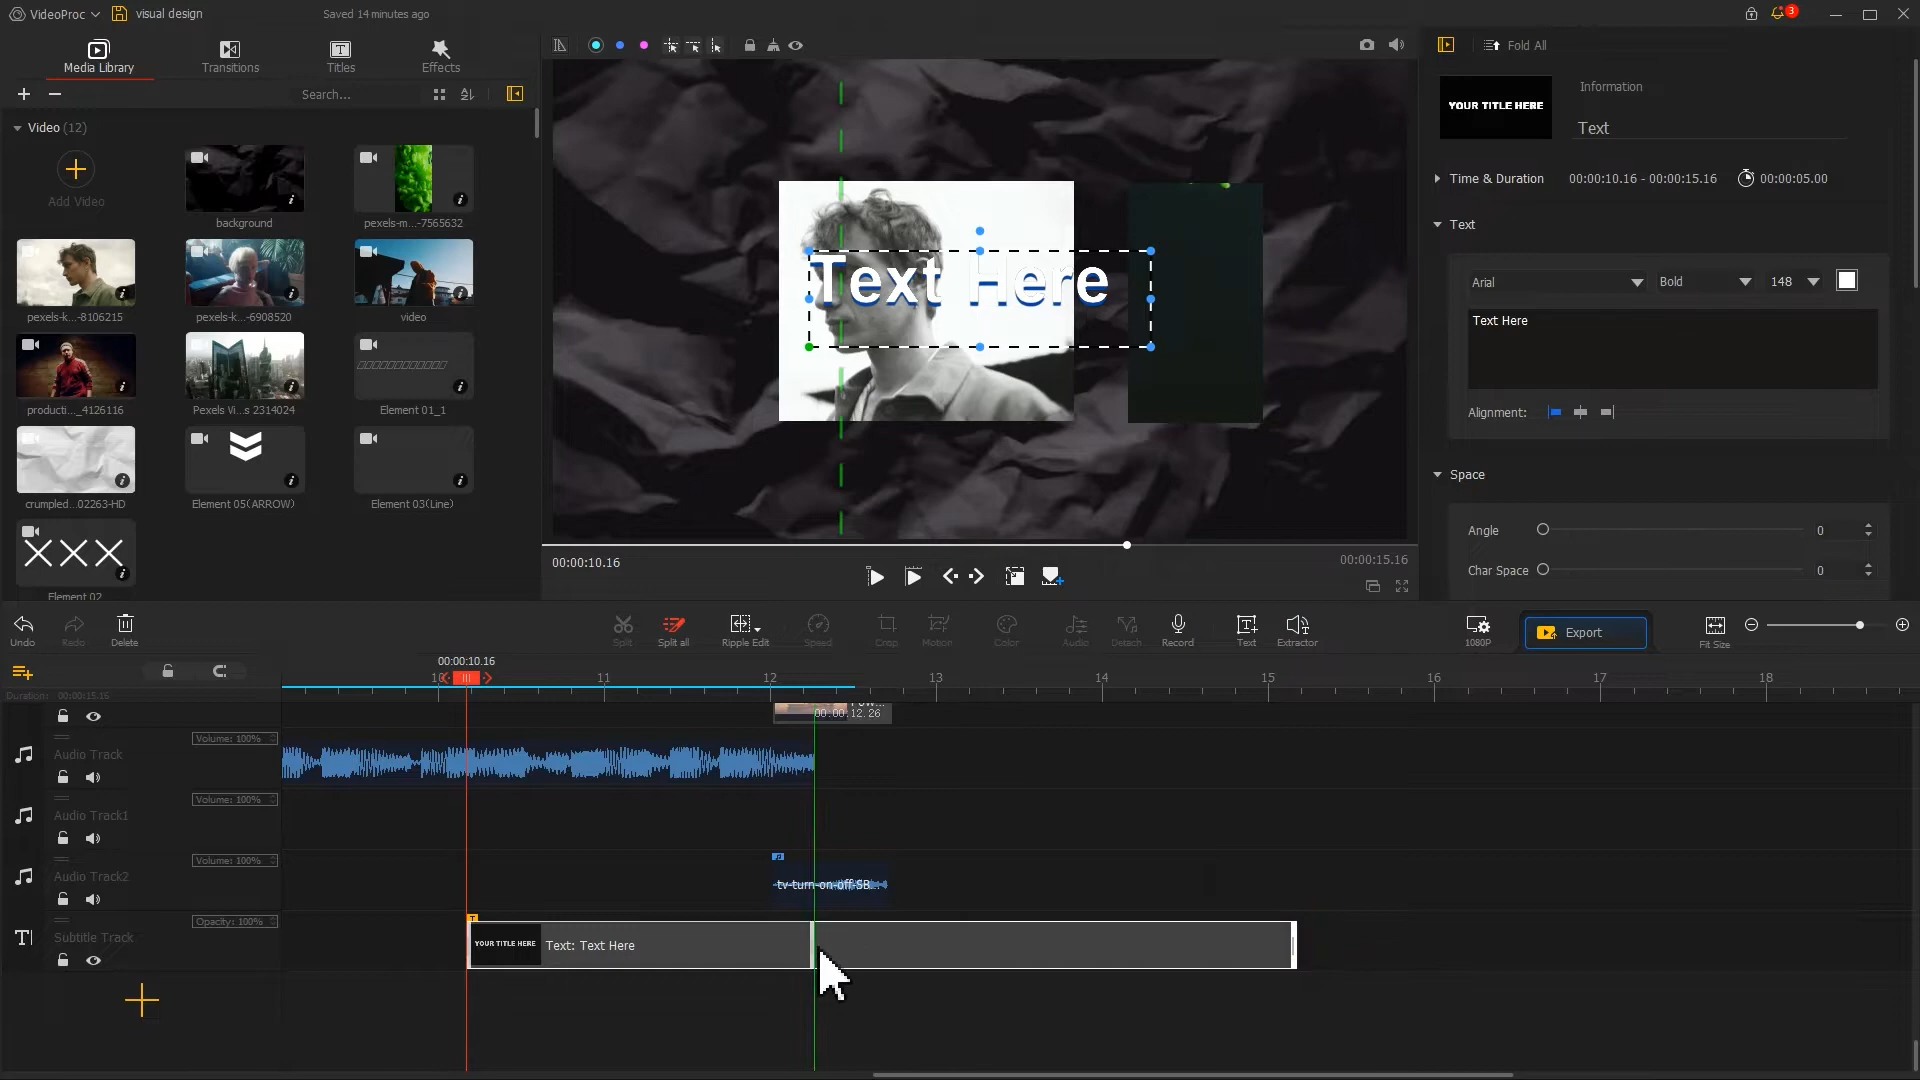 VideoProc visual design Saved 14 minutes ago 3
Media Library Transitions Titles Effects
Search...
Video (12)
Add Video background pexels-m...-7565632
pexels-k...-8106215 pexels-k...-6908520 video
producti..._4126116 Pexels Vi...s 2314024 Element 01_1
crumpled...02263-HD Element 05(ARROW) Element 03(Line)
Element 02
Text Here
00:00:10.16 00:00:15.16
Fold All
YOUR TITLE HERE
Information
Text
Time & Duration 00:00:10.16 - 00:00:15.16 00:00:05.00
Text
Arial Bold 148
Text Here
Alignment:
Space
Angle 0
Char Space 0
Undo Redo Delete Split Split all Ripple Edit Speed Crop Motion Color Audio Detach Record Text Extractor 1080P Export Fit Size
00:00:10.16
Duration: 00:00:15.16
10 11 12 13 14 15 16 17 18
00:00:12.26
Volume: 100%
Audio Track
Volume: 100%
Audio Track1
Volume: 100%
Audio Track2
tv-turn-on-off-SB...
Opacity: 100%
Subtitle Track
YOUR TITLE HERE Text: Text Here